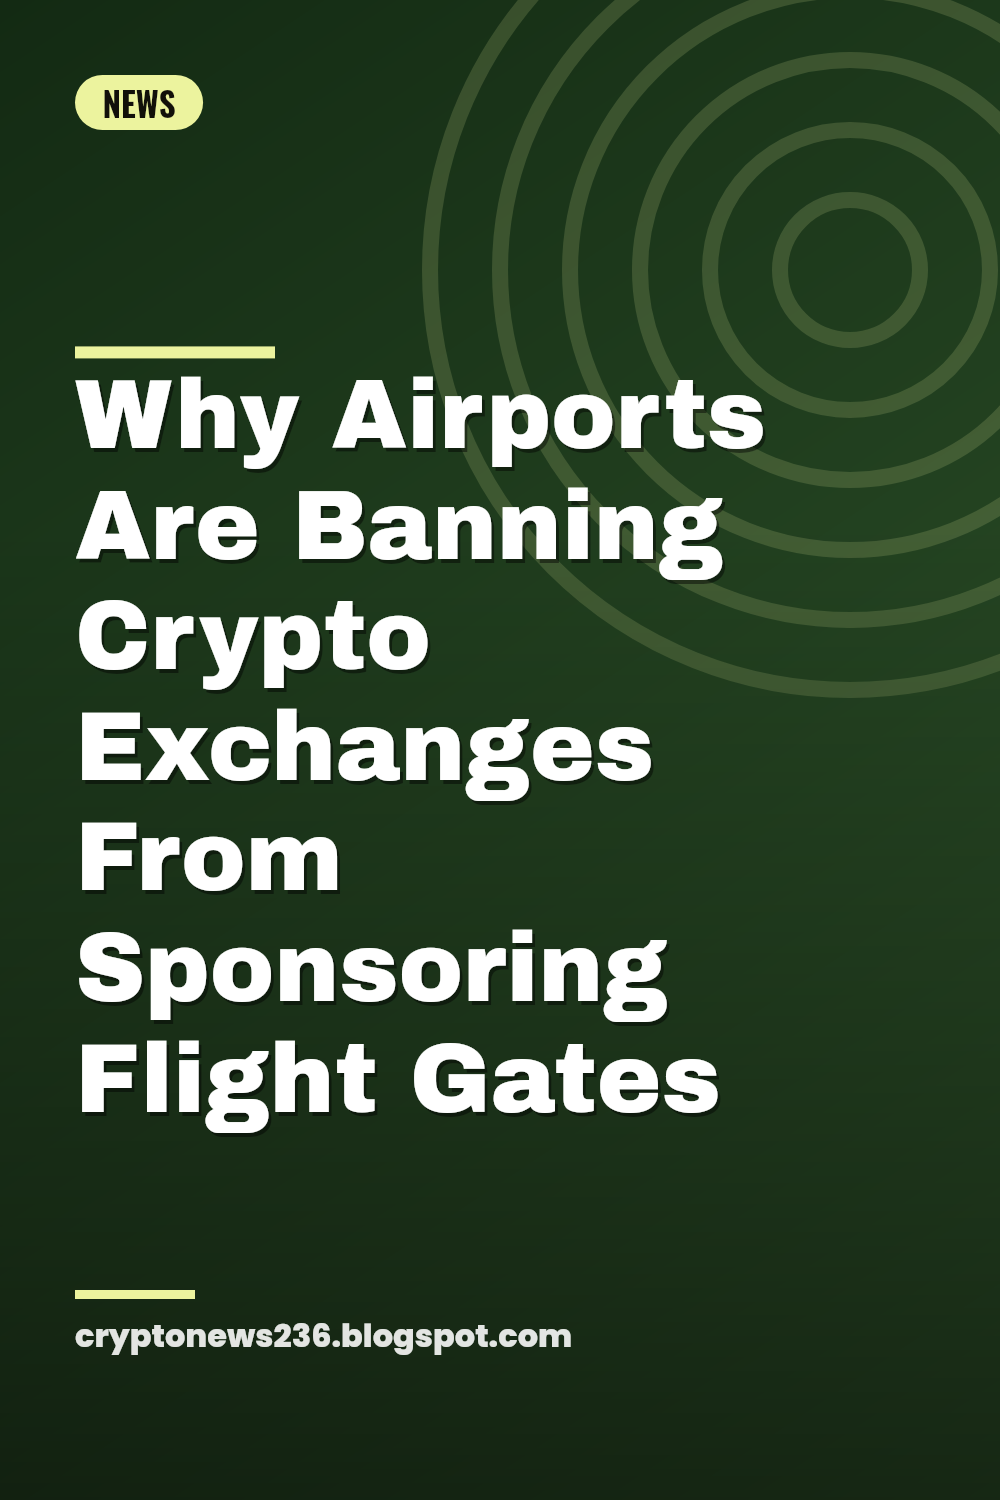 NEWS
Why Airports
Are Banning
Crypto
Exchanges
From
Sponsoring
Flight Gates
cryptonews236.blogspot.com